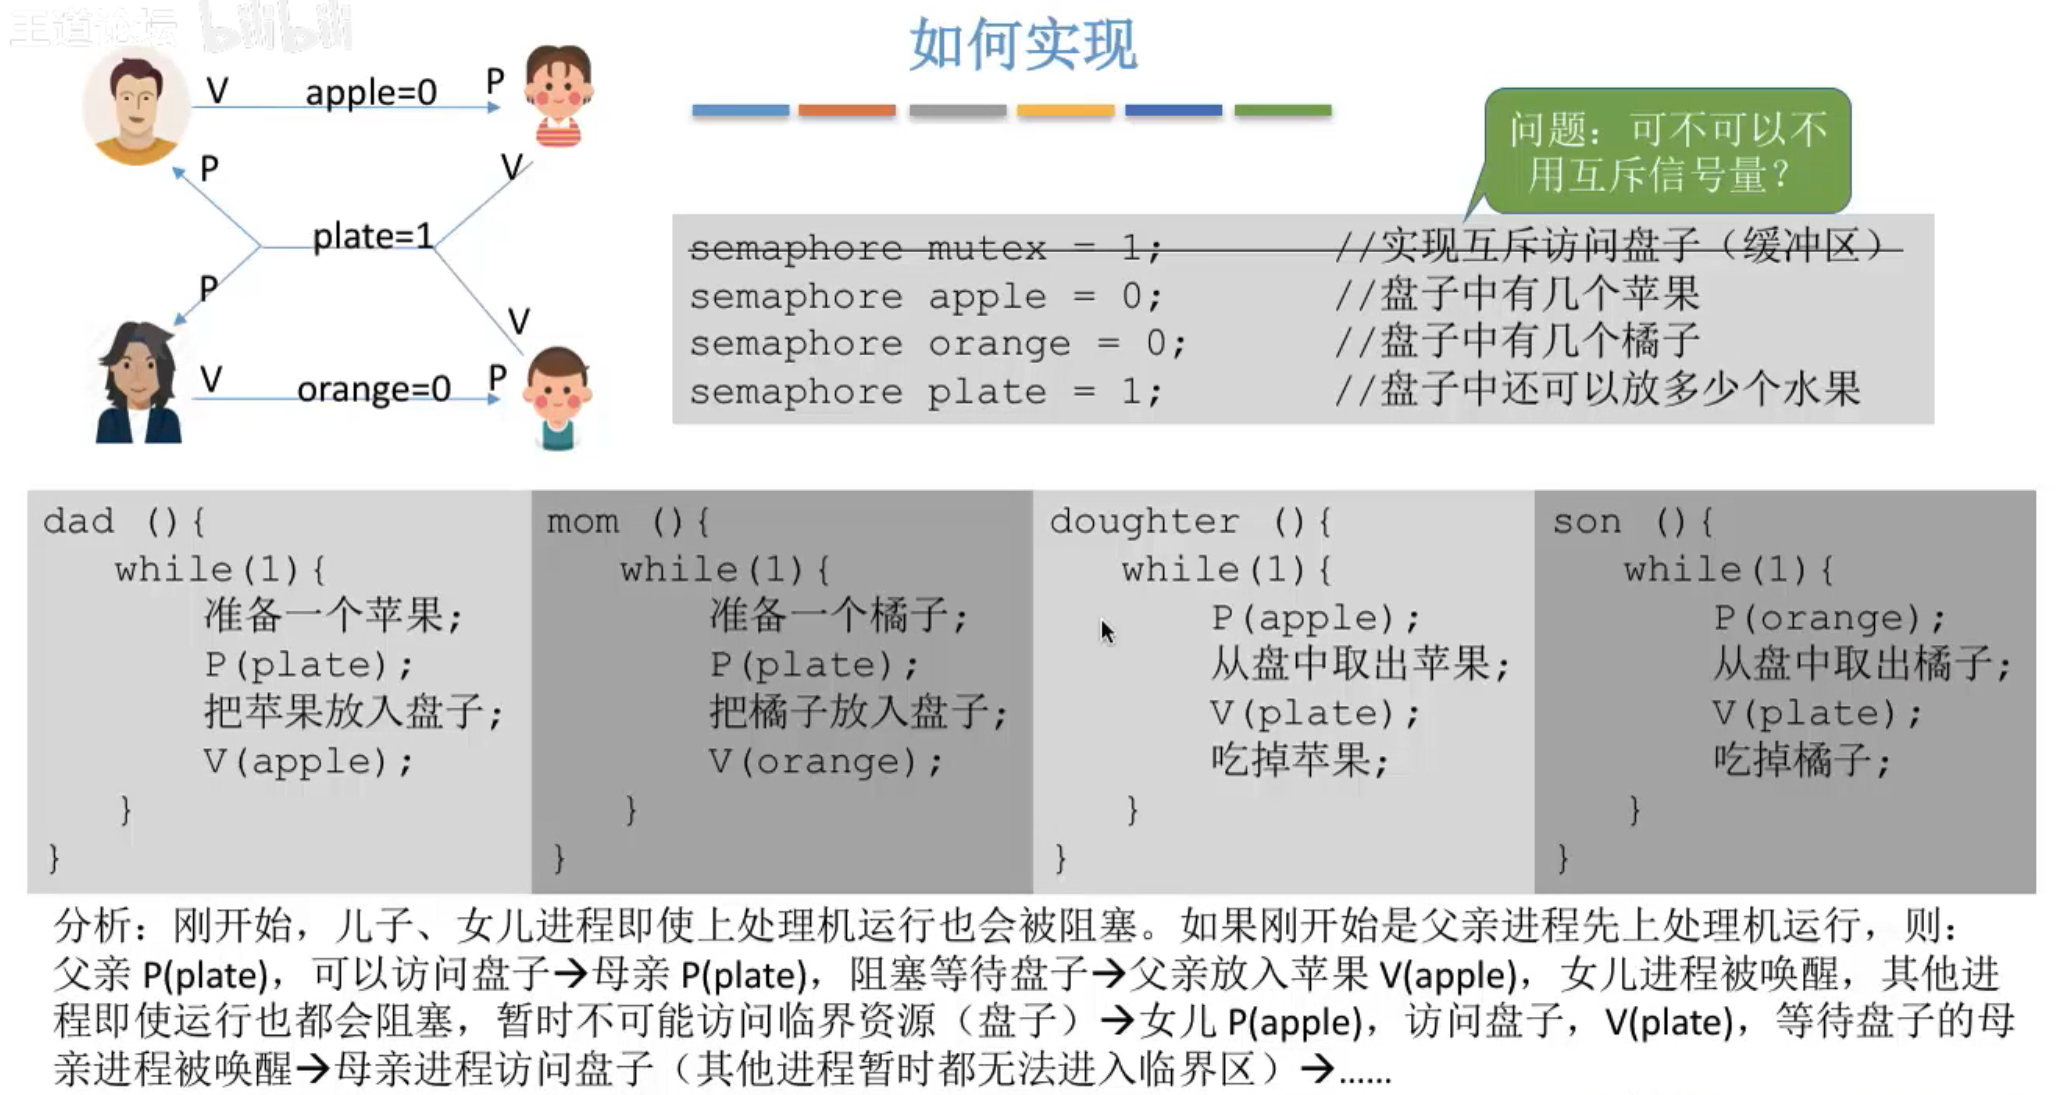 王道论坛 bilibili
如何实现
V apple=0 P
P V
plate=1
P V
V orange=0 P
问题：可不可以不
用互斥信号量？
semaphore mutex = 1; //实现互斥访问盘子（缓冲区）
semaphore apple = 0; //盘子中有几个苹果
semaphore orange = 0; //盘子中有几个橘子
semaphore plate = 1; //盘子中还可以放多少个水果
dad (){
while(1){
准备一个苹果;
P(plate);
把苹果放入盘子;
V(apple);
}
}
mom (){
while(1){
准备一个橘子;
P(plate);
把橘子放入盘子;
V(orange);
}
}
doughter (){
while(1){
P(apple);
从盘中取出苹果;
V(plate);
吃掉苹果;
}
}
son (){
while(1){
P(orange);
从盘中取出橘子;
V(plate);
吃掉橘子;
}
}
分析：刚开始，儿子、女儿进程即使上处理机运行也会被阻塞。如果刚开始是父亲进程先上处理机运行，则：
父亲 P(plate)，可以访问盘子→母亲 P(plate)，阻塞等待盘子→父亲放入苹果 V(apple)，女儿进程被唤醒，其他进
程即使运行也都会阻塞，暂时不可能访问临界资源（盘子）→女儿 P(apple)，访问盘子，V(plate)，等待盘子的母
亲进程被唤醒→母亲进程访问盘子（其他进程暂时都无法进入临界区）→......